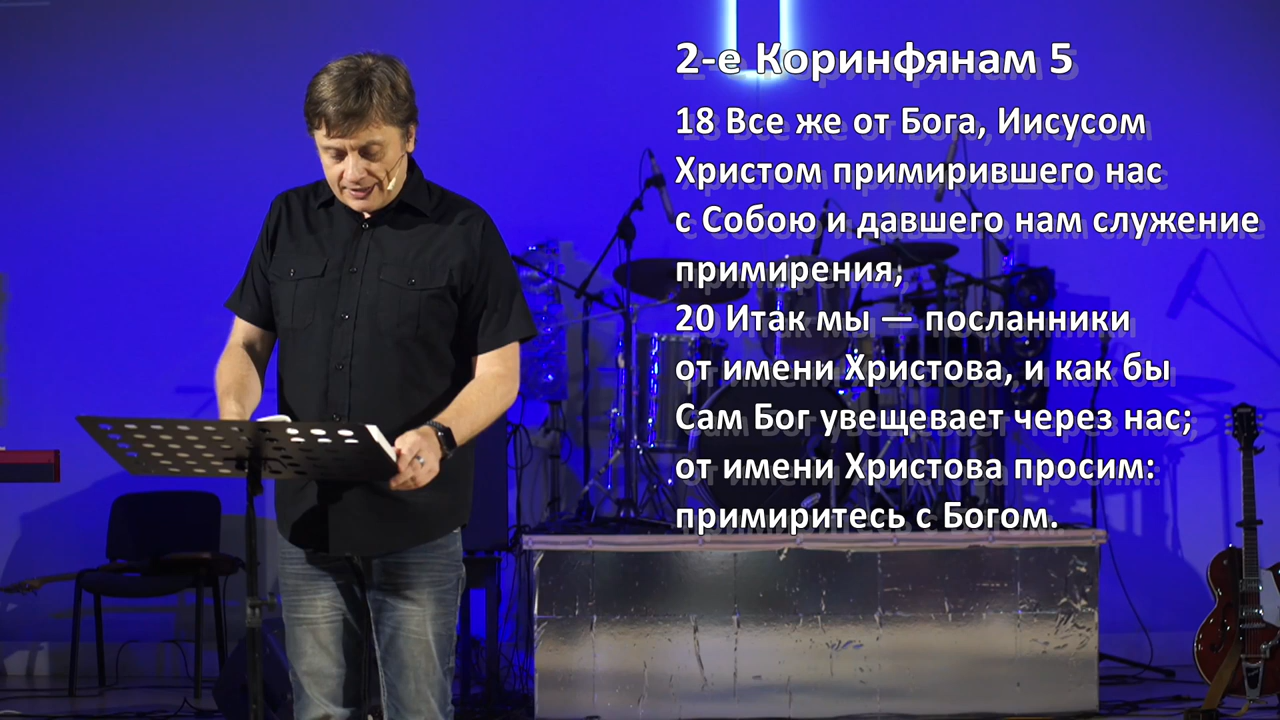 2-е Коринфянам 5
18 Все же от Бога, Иисусом
Христом примирившего нас
с Собою и давшего нам служение
примирения;
20 Итак мы — посланники
от имени Христова, и как бы
Сам Бог увещевает через нас;
от имени Христова просим:
примиритесь с Богом.